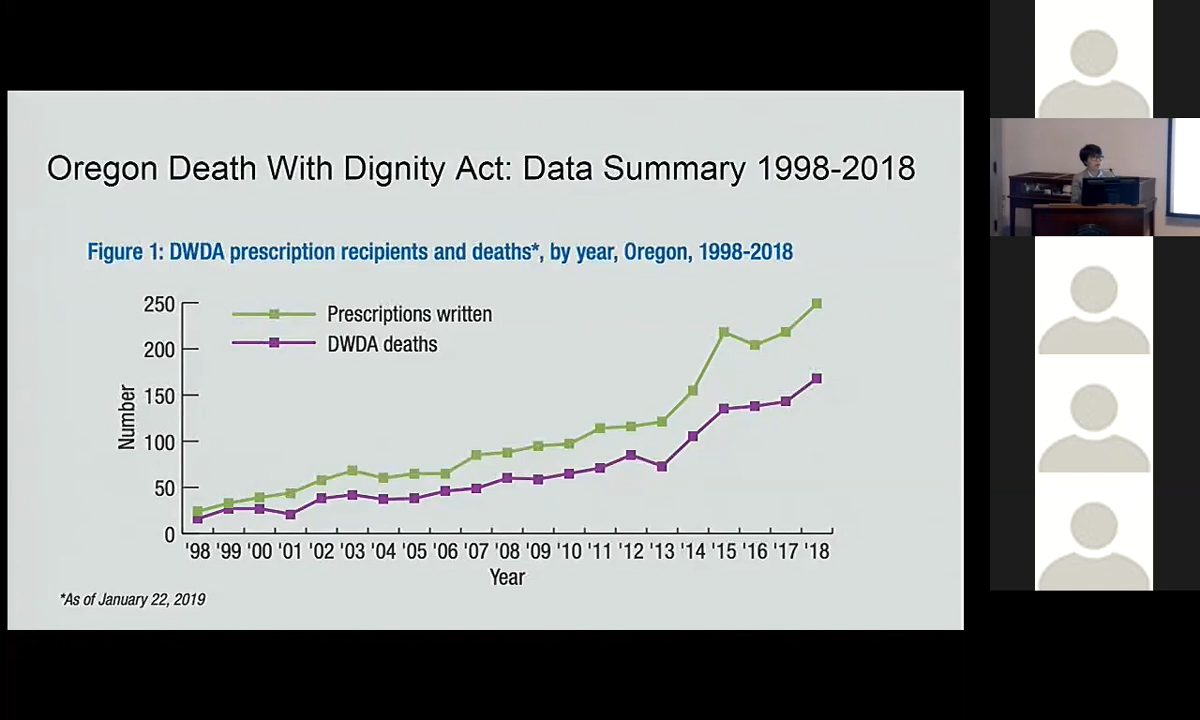 Oregon Death With Dignity Act: Data Summary 1998-2018
Figure 1: DWDA prescription recipients and deaths*, by year, Oregon, 1998-2018
Prescriptions written
DWDA deaths
250
200
150
100
50
0
Number
'98 '99 '00 '01 '02 '03 '04 '05 '06 '07 '08 '09 '10 '11 '12 '13 '14 '15 '16 '17 '18
Year
*As of January 22, 2019